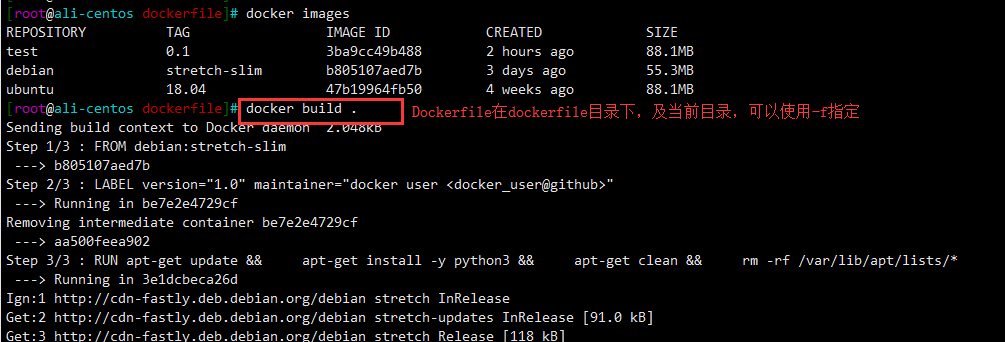 [root@ali-centos dockerfile]# docker images
REPOSITORY TAG IMAGE ID CREATED SIZE
test 0.1 3ba9cc49b488 2 hours ago 88.1MB
debian stretch-slim b805107aed7b 3 days ago 55.3MB
ubuntu 18.04 47b19964fb50 4 weeks ago 88.1MB
[root@ali-centos dockerfile]# docker build . Dockerfile在dockerfile目录下，及当前目录，可以使用-f指定
Sending build context to Docker daemon 2.048kB
Step 1/3 : FROM debian:stretch-slim
---> b805107aed7b
Step 2/3 : LABEL version="1.0" maintainer="docker user <docker_user@github>"
---> Running in be7e2e4729cf
Removing intermediate container be7e2e4729cf
---> aa500feea902
Step 3/3 : RUN apt-get update && apt-get install -y python3 && apt-get clean && rm -rf /var/lib/apt/lists/*
---> Running in 3e1dcbeca26d
Ign:1 http://cdn-fastly.deb.debian.org/debian stretch InRelease
Get:2 http://cdn-fastly.deb.debian.org/debian stretch-updates InRelease [91.0 kB]
Get:3 http://cdn-fastly.deb.debian.org/debian stretch Release [118 kB]